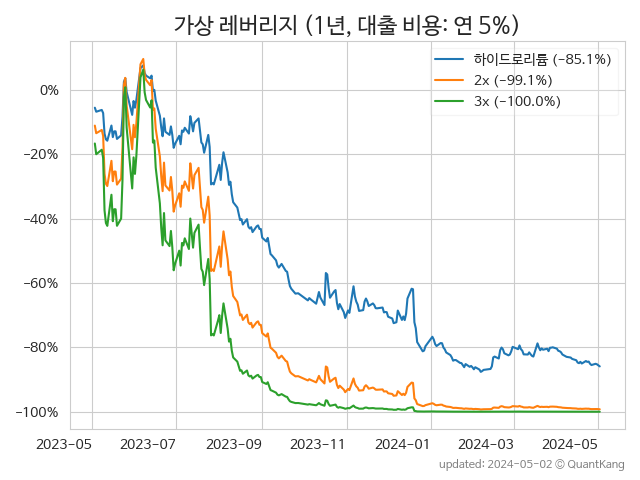 가상 레버리지 (1년, 대출 비용: 연 5%)
하이드로리튬 (−85.1%)
2x (−99.1%)
3x (−100.0%)
0%
−20%
−40%
−60%
−80%
−100%
2023-05 2023-07 2023-09 2023-11 2024-01 2024-03 2024-05
updated: 2024-05-02 © QuantKang